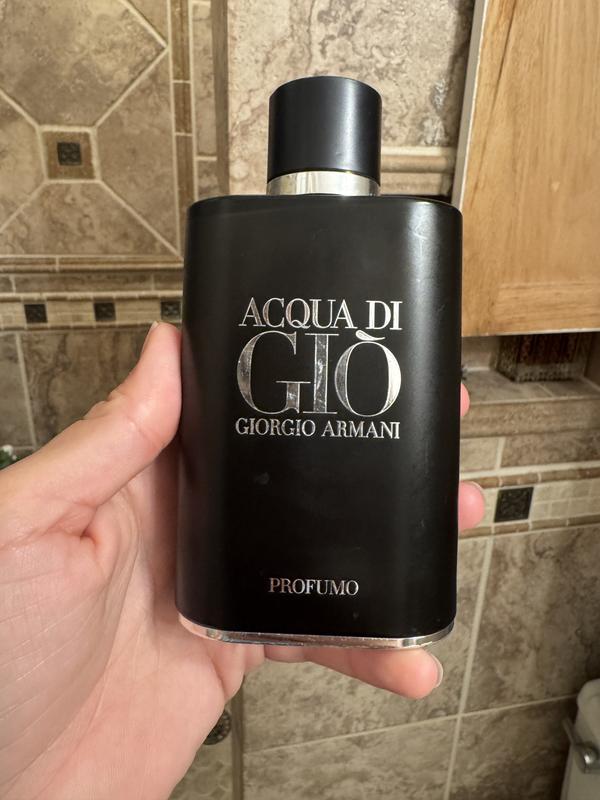 ACQUA DI
GIÒ
GIORGIO ARMANI
PROFUMO